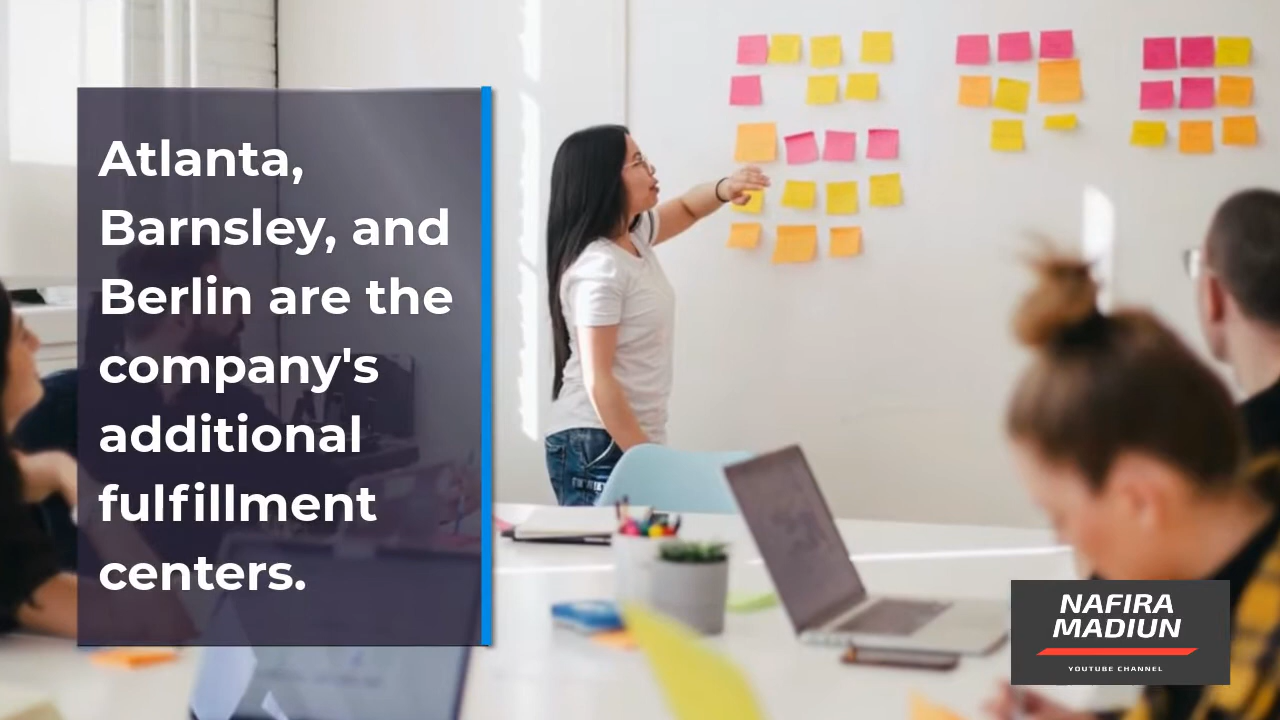 Atlanta,
Barnsley, and
Berlin are the
company's
additional
fulfillment
centers.
NAFIRA
MADIUN
YOUTUBE CHANNEL